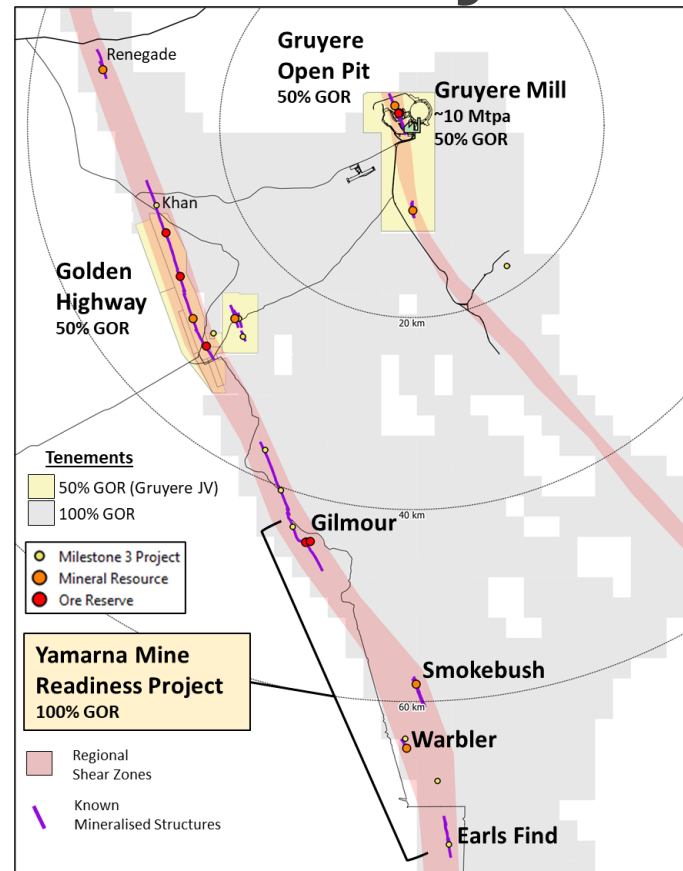 Renegade
Gruyere
Open Pit
50% GOR
Gruyere Mill
~10 Mtpa
50% GOR
Khan
Golden
Highway
50% GOR
20 km
Tenements
50% GOR (Gruyere JV)
100% GOR
40 km
Gilmour
Milestone 3 Project
Mineral Resource
Ore Reserve
Yamarna Mine
Readiness Project
100% GOR
Smokebush
60 km
Warbler
Regional
Shear Zones
Known
Mineralised Structures
Earls Find